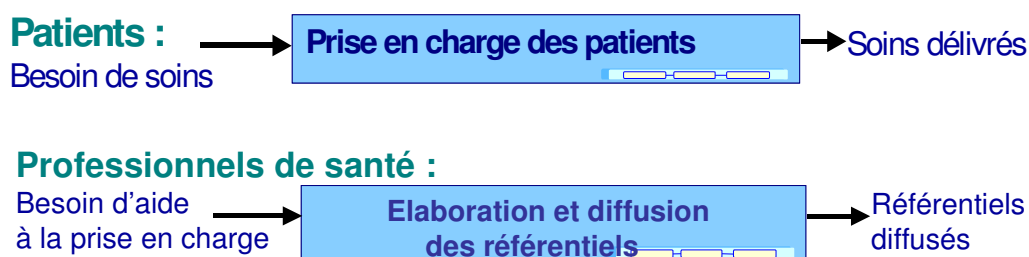 Patients :
Besoin de soins
Prise en charge des patients
Soins délivrés
Professionnels de santé :
Besoin d'aide
à la prise en charge
Elaboration et diffusion
des référentiels
Référentiels
diffusés